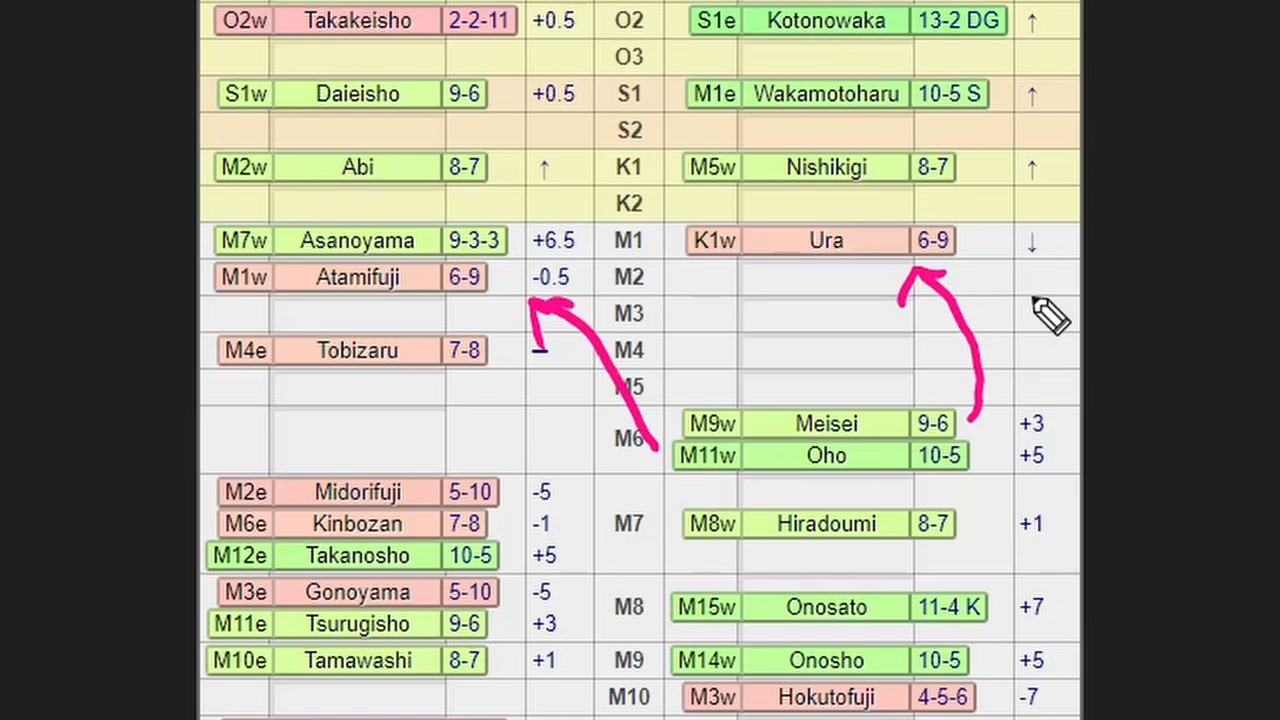 O2w Takakeisho 2-2-11 +0.5 O2 S1e Kotonowaka 13-2 DG ↑
O3
S1w Daieisho 9-6 +0.5 S1 M1e Wakamotoharu 10-5 S ↑
S2
M2w Abi 8-7 ↑ K1 M5w Nishikigi 8-7 ↑
K2
M7w Asanoyama 9-3-3 +6.5 M1 K1w Ura 6-9 ↓
M1w Atamifuji 6-9 -0.5 M2
M3
M4e Tobizaru 7-8 – M4
M5
M6 M9w Meisei 9-6 +3
M11w Oho 10-5 +5
M2e Midorifuji 5-10 -5
M6e Kinbozan 7-8 -1 M7 M8w Hiradoumi 8-7 +1
M12e Takanosho 10-5 +5
M3e Gonoyama 5-10 -5
M8 M15w Onosato 11-4 K +7
M11e Tsurugisho 9-6 +3
M10e Tamawashi 8-7 +1 M9 M14w Onosho 10-5 +5
M10 M3w Hokutofuji 4-5-6 -7